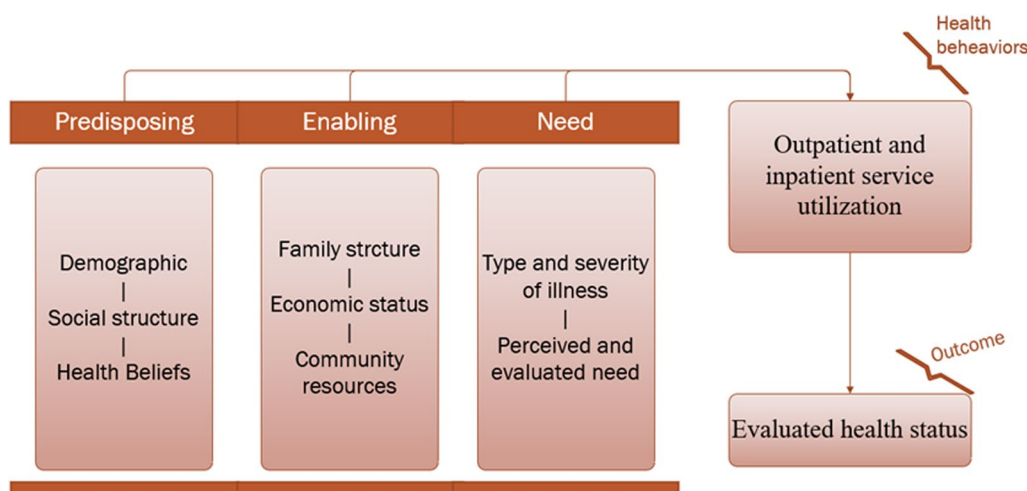 Health
beheaviors
Predisposing
Enabling
Need
Outpatient and
inpatient service
utilization
Demographic
|
Social structure
|
Health Beliefs
Family strcture
|
Economic status
|
Community
resources
Type and severity
of illness
|
Perceived and
evaluated need
Outcome
Evaluated health status